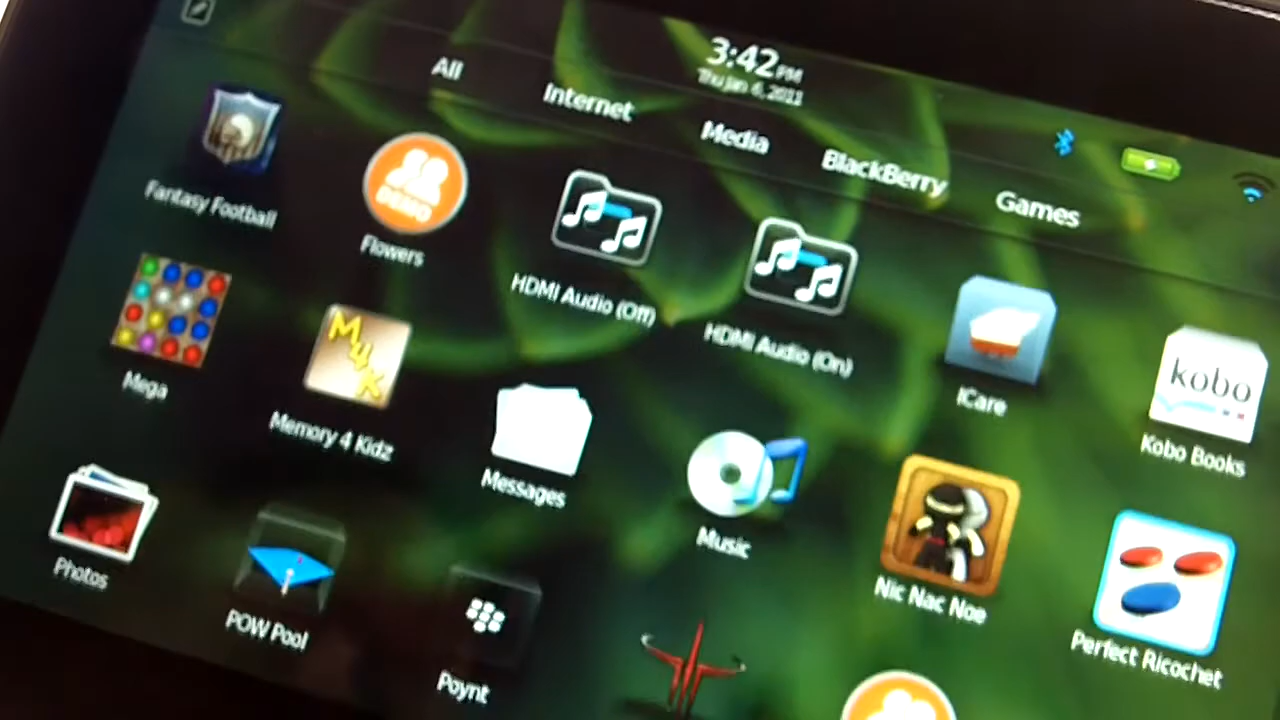 3:42 PM
Thu Jan 6, 2011
All
Internet
Media
BlackBerry
Games
Fantasy Football
DEMO
Flowers
HDMI Audio (Off)
HDMI Audio (On)
iCare
kobo
Kobo Books
Mega
M4K
Memory 4 Kidz
Messages
Music
Nic Nac Noe
Perfect Ricochet
Photos
POW Pool
Poynt